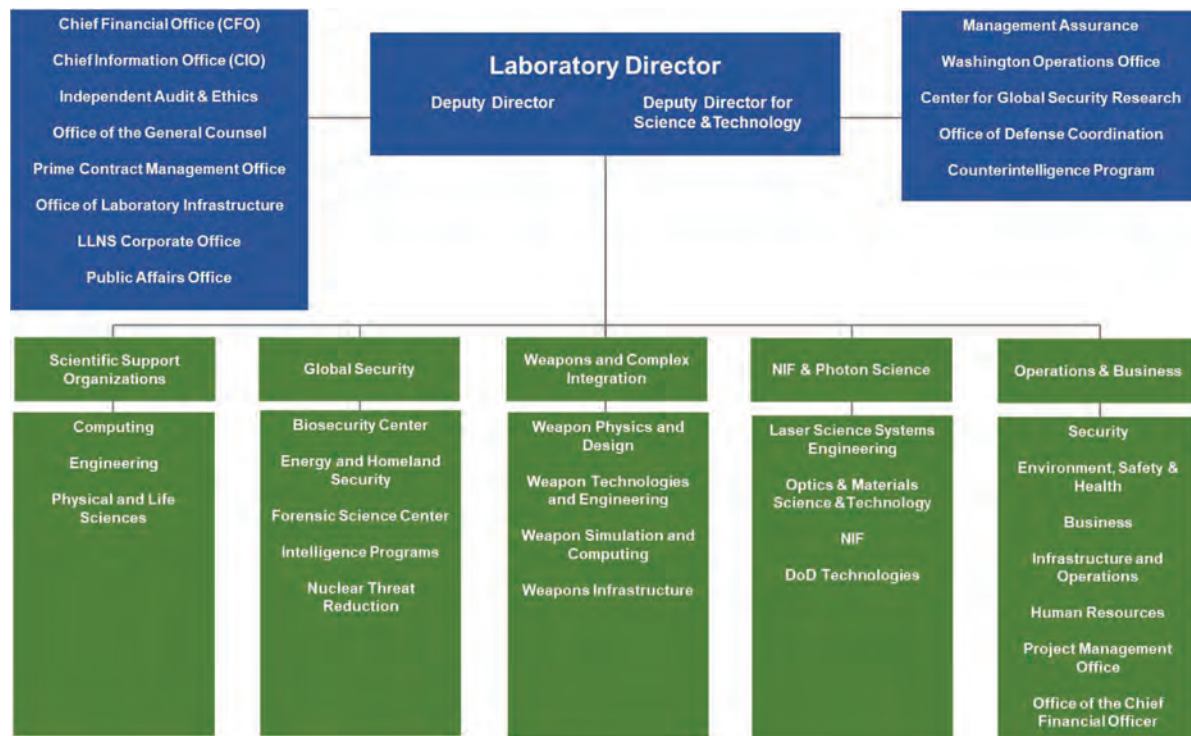 Chief Financial Office (CFO)
Chief Information Office (CIO)
Independent Audit & Ethics
Office of the General Counsel
Prime Contract Management Office
Office of Laboratory Infrastructure
LLNS Corporate Office
Public Affairs Office
Laboratory Director
Deputy Director
Deputy Director for
Science & Technology
Management Assurance
Washington Operations Office
Center for Global Security Research
Office of Defense Coordination
Counterintelligence Program
Scientific Support
Organizations
Computing
Engineering
Physical and Life
Sciences
Global Security
Biosecurity Center
Energy and Homeland
Security
Forensic Science Center
Intelligence Programs
Nuclear Threat
Reduction
Weapons and Complex
Integration
Weapon Physics and
Design
Weapon Technologies
and Engineering
Weapon Simulation and
Computing
Weapons Infrastructure
NIF & Photon Science
Laser Science Systems
Engineering
Optics & Materials
Science & Technology
NIF
DoD Technologies
Operations & Business
Security
Environment, Safety &
Health
Business
Infrastructure and
Operations
Human Resources
Project Management
Office
Office of the Chief
Financial Officer